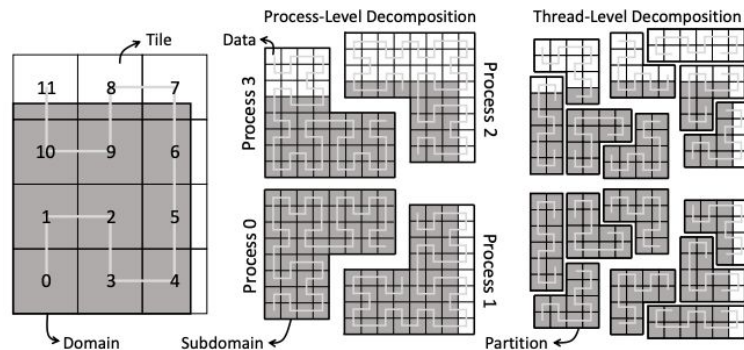 Process-Level Decomposition
Thread-Level Decomposition
Tile
Data
11 8 7
10 9 6
1 2 5
0 3 4
Process 3
Process 2
Process 0
Process 1
Domain
Subdomain
Partition